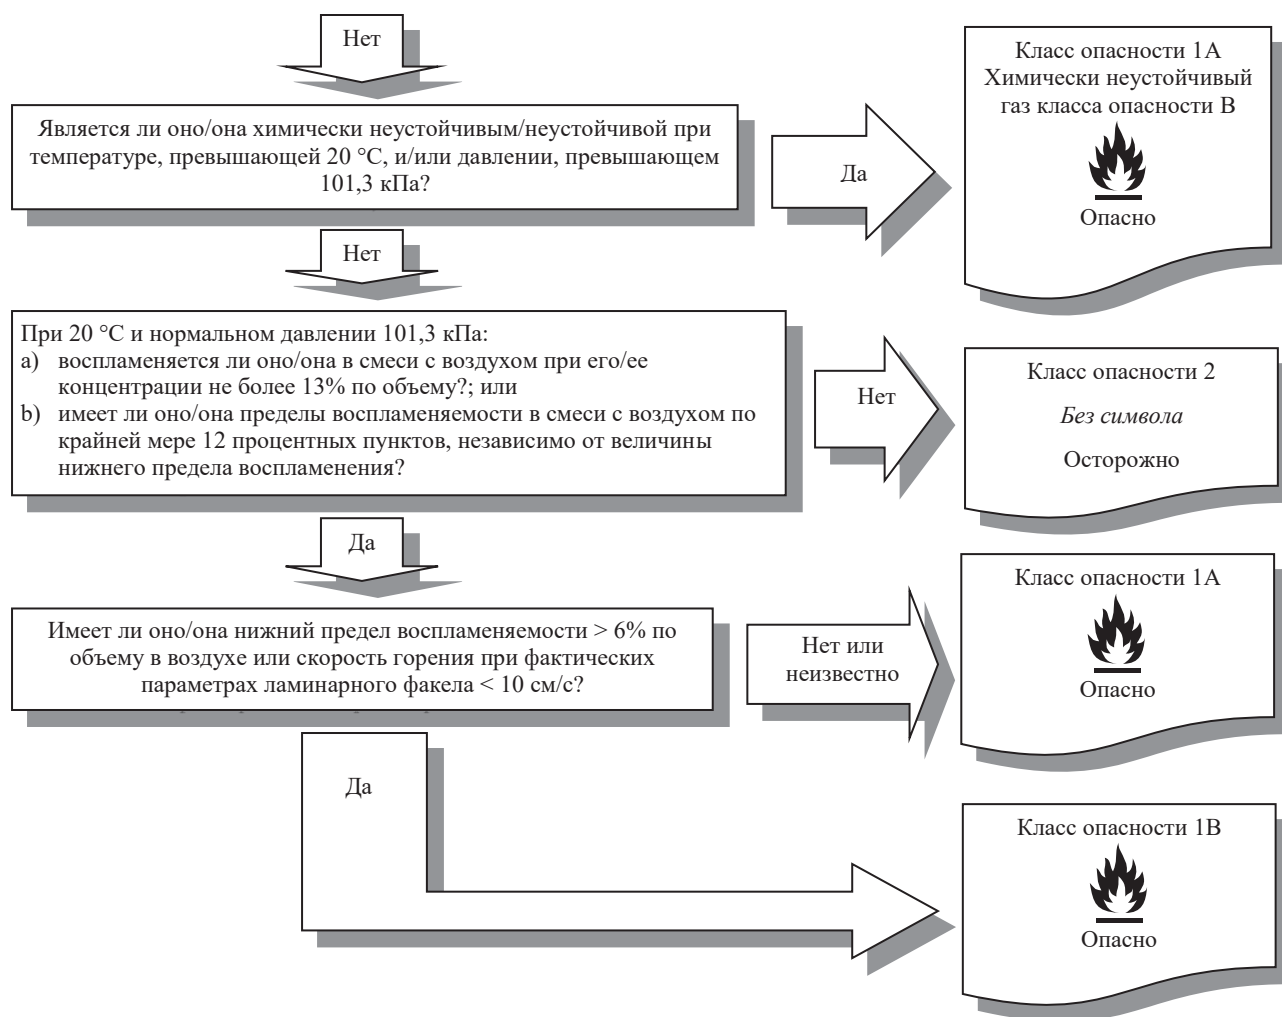 Нет
Класс опасности 1A
Химически неустойчивый
газ класса опасности B
Опасно
Является ли оно/она химически неустойчивым/неустойчивой при
температуре, превышающей 20 °C, и/или давлении, превышающем
101,3 кПа?
Да
Нет
При 20 °C и нормальном давлении 101,3 кПа:
a) воспламеняется ли оно/она в смеси с воздухом при его/ее
концентрации не более 13% по объему?; или
b) имеет ли оно/она пределы воспламеняемости в смеси с воздухом по
крайней мере 12 процентных пунктов, независимо от величины
нижнего предела воспламенения?
Нет
Класс опасности 2
Без символа
Осторожно
Да
Имеет ли оно/она нижний предел воспламеняемости > 6% по
объему в воздухе или скорость горения при фактических
параметрах ламинарного факела < 10 см/с?
Нет или
неизвестно
Класс опасности 1A
Опасно
Да
Класс опасности 1B
Опасно